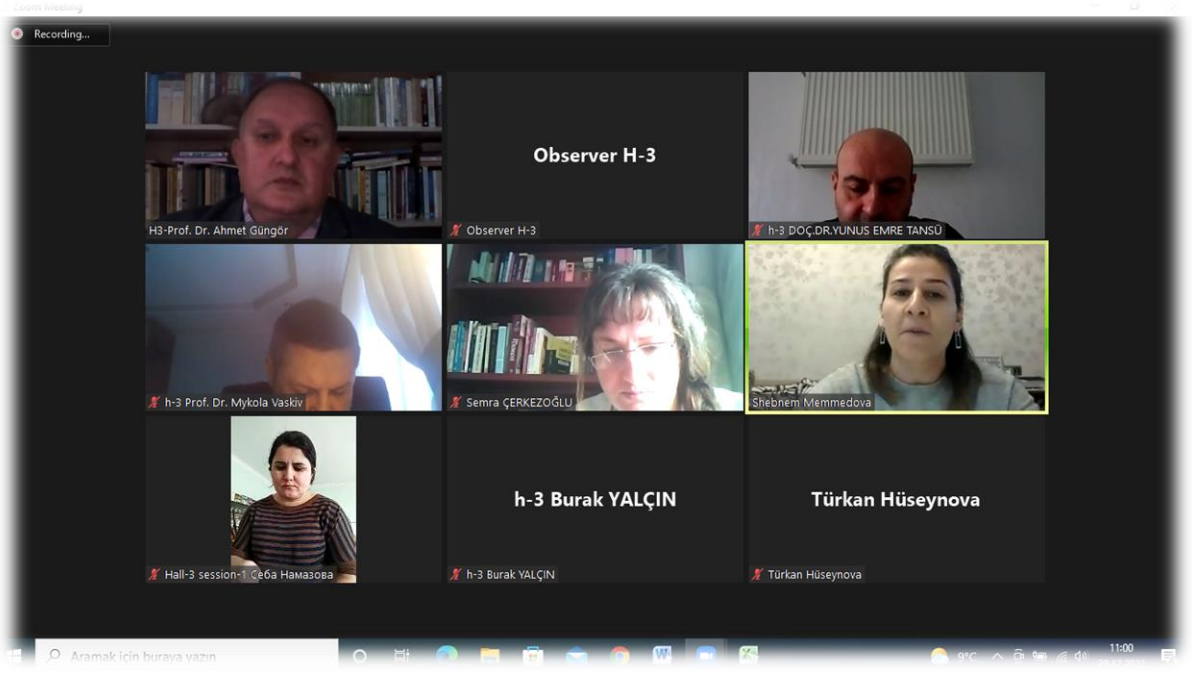 Zoom Meeting
Recording...
H3-Prof. Dr. Ahmet Güngör
Observer H-3
Observer H-3
h-3 DOÇ.DR.YUNUS EMRE TANSÜ
h-3 Prof. Dr. Mykola Vaskiv
Semra ÇERKEZOĞLU
Shebnem Memmedova
Hall-3 session-1 Себа Намазова
h-3 Burak YALÇIN
h-3 Burak YALÇIN
Türkan Hüseynova
Türkan Hüseynova
Aramak için buraya yazın
9°C
11:00